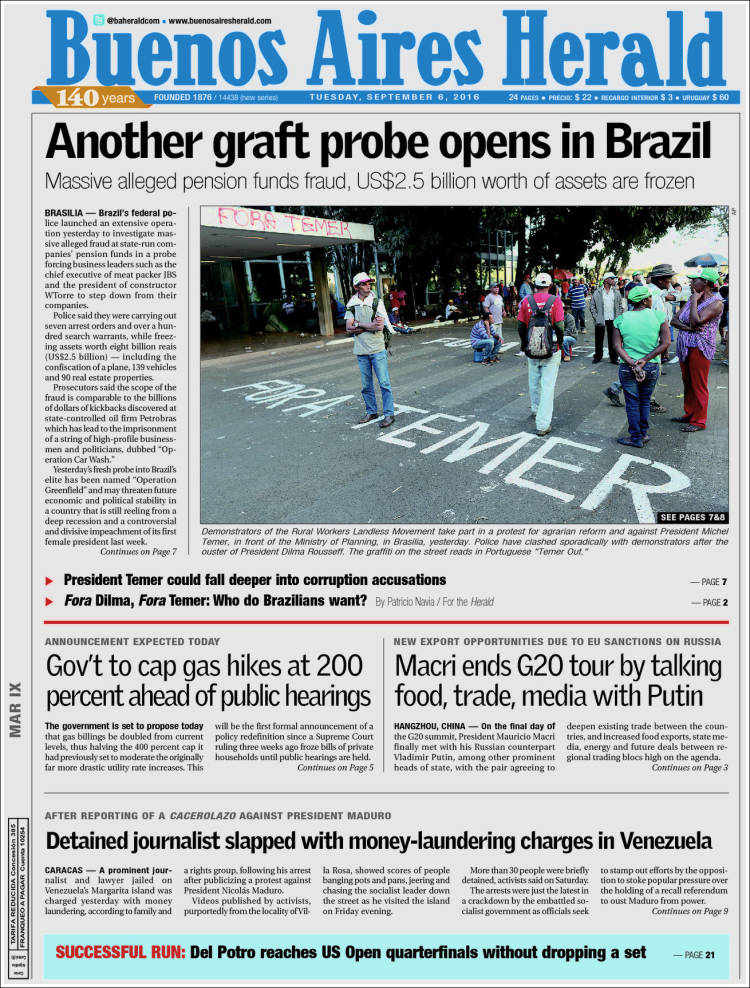 @baheraldcom • www.buenosairesherald.com
Buenos Aires Herald
140 years
FOUNDED 1876 / 14438 (new series)
TUESDAY, SEPTEMBER 6, 2016
24 PAGES • PRECIO: $ 22 • RECARGO INTERIOR $ 3 • URUGUAY $ 60
Another graft probe opens in Brazil
Massive alleged pension funds fraud, US$2.5 billion worth of assets are frozen
BRASILIA — Brazil's federal po-
lice launched an extensive opera-
tion yesterday to investigate mas-
sive alleged fraud at state-run com-
panies' pension funds in a probe
forcing business leaders such as the
chief executive of meat packer JBS
and the president of constructor
WTorre to step down from their
companies.
Police said they were carrying out
seven arrest orders and over a hun-
dred search warrants, while freez-
ing assets worth eight billion reais
(US$2.5 billion) — including the
confiscation of a plane, 139 vehicles
and 90 real estate properties.
Prosecutors said the scope of the
fraud is comparable to the billions
of dollars of kickbacks discovered at
state-controlled oil firm Petrobras
which has lead to the imprisonment
of a string of high-profile business-
men and politicians, dubbed "Op-
eration Car Wash."
Yesterday's fresh probe into Brazil's
elite has been named "Operation
Greenfield" and may threaten future
economic and political stability in
a country that is still reeling from a
deep recession and a controversial
and divisive impeachment of its first
female president last week.
Continues on Page 7
AP
FORA TEMER
FORA
FORA TEMER
SEE PAGES 7&8
Demonstrators of the Rural Workers Landless Movement take part in a protest for agrarian reform and against President Michel
Temer, in front of the Ministry of Planning, in Brasilia, yesterday. Police have clashed sporadically with demonstrators after the
ouster of President Dilma Rousseff. The graffiti on the street reads in Portuguese "Temer Out."
President Temer could fall deeper into corruption accusations — PAGE 7
Fora Dilma, Fora Temer: Who do Brazilians want? By Patricio Navia / For the Herald — PAGE 2
ANNOUNCEMENT EXPECTED TODAY
Gov't to cap gas hikes at 200
percent ahead of public hearings
The government is set to propose today
that gas billings be doubled from current
levels, thus halving the 400 percent cap it
had previously set to moderate the originally
far more drastic utility rate increases. This
will be the first formal announcement of a
policy redefinition since a Supreme Court
ruling three weeks ago froze bills of private
households until public hearings are held.
Continues on Page 5
NEW EXPORT OPPORTUNITIES DUE TO EU SANCTIONS ON RUSSIA
Macri ends G20 tour by talking
food, trade, media with Putin
HANGZHOU, CHINA — On the final day of
the G20 summit, President Mauricio Macri
finally met with his Russian counterpart
Vladimir Putin, among other prominent
heads of state, with the pair agreeing to
deepen existing trade between the coun-
tries, and increased food exports, state me-
dia, energy and future deals between re-
gional trading blocs high on the agenda.
Continues on Page 3
MAR IX
TARIFA REDUCIDA Concesión 385
FRANQUEO A PAGAR Cuenta 10254
AFTER REPORTING OF A CACEROLAZO AGAINST PRESIDENT MADURO
Detained journalist slapped with money-laundering charges in Venezuela
CARACAS — A prominent jour-
nalist and lawyer jailed on
Venezuela's Margarita island was
charged yesterday with money
laundering, according to family and
a rights group, following his arrest
after publicizing a protest against
President Nicolás Maduro.
Videos published by activists,
purportedly from the locality of Vil-
la Rosa, showed scores of people
banging pots and pans, jeering and
chasing the socialist leader down
the street as he visited the island
on Friday evening.
More than 30 people were briefly
detained, activists said on Saturday.
The arrests were just the latest in
a crackdown by the embattled so-
cialist government as officials seek
to stamp out efforts by the opposi-
tion to stoke popular pressure over
the holding of a recall referendum
to oust Maduro from power.
Continues on Page 9
SUCCESSFUL RUN: Del Potro reaches US Open quarterfinals without dropping a set — PAGE 21